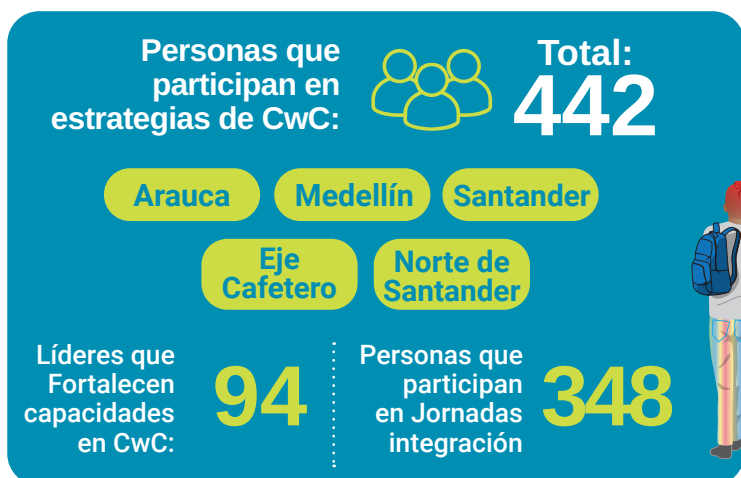 Personas que
participan en
estrategias de CwC:
Total:
442
Arauca
Medellín
Santander
Eje
Cafetero
Norte de
Santander
Líderes que
Fortalecen
capacidades
en CwC:
94
Personas que
participan
en Jornadas
integración
348